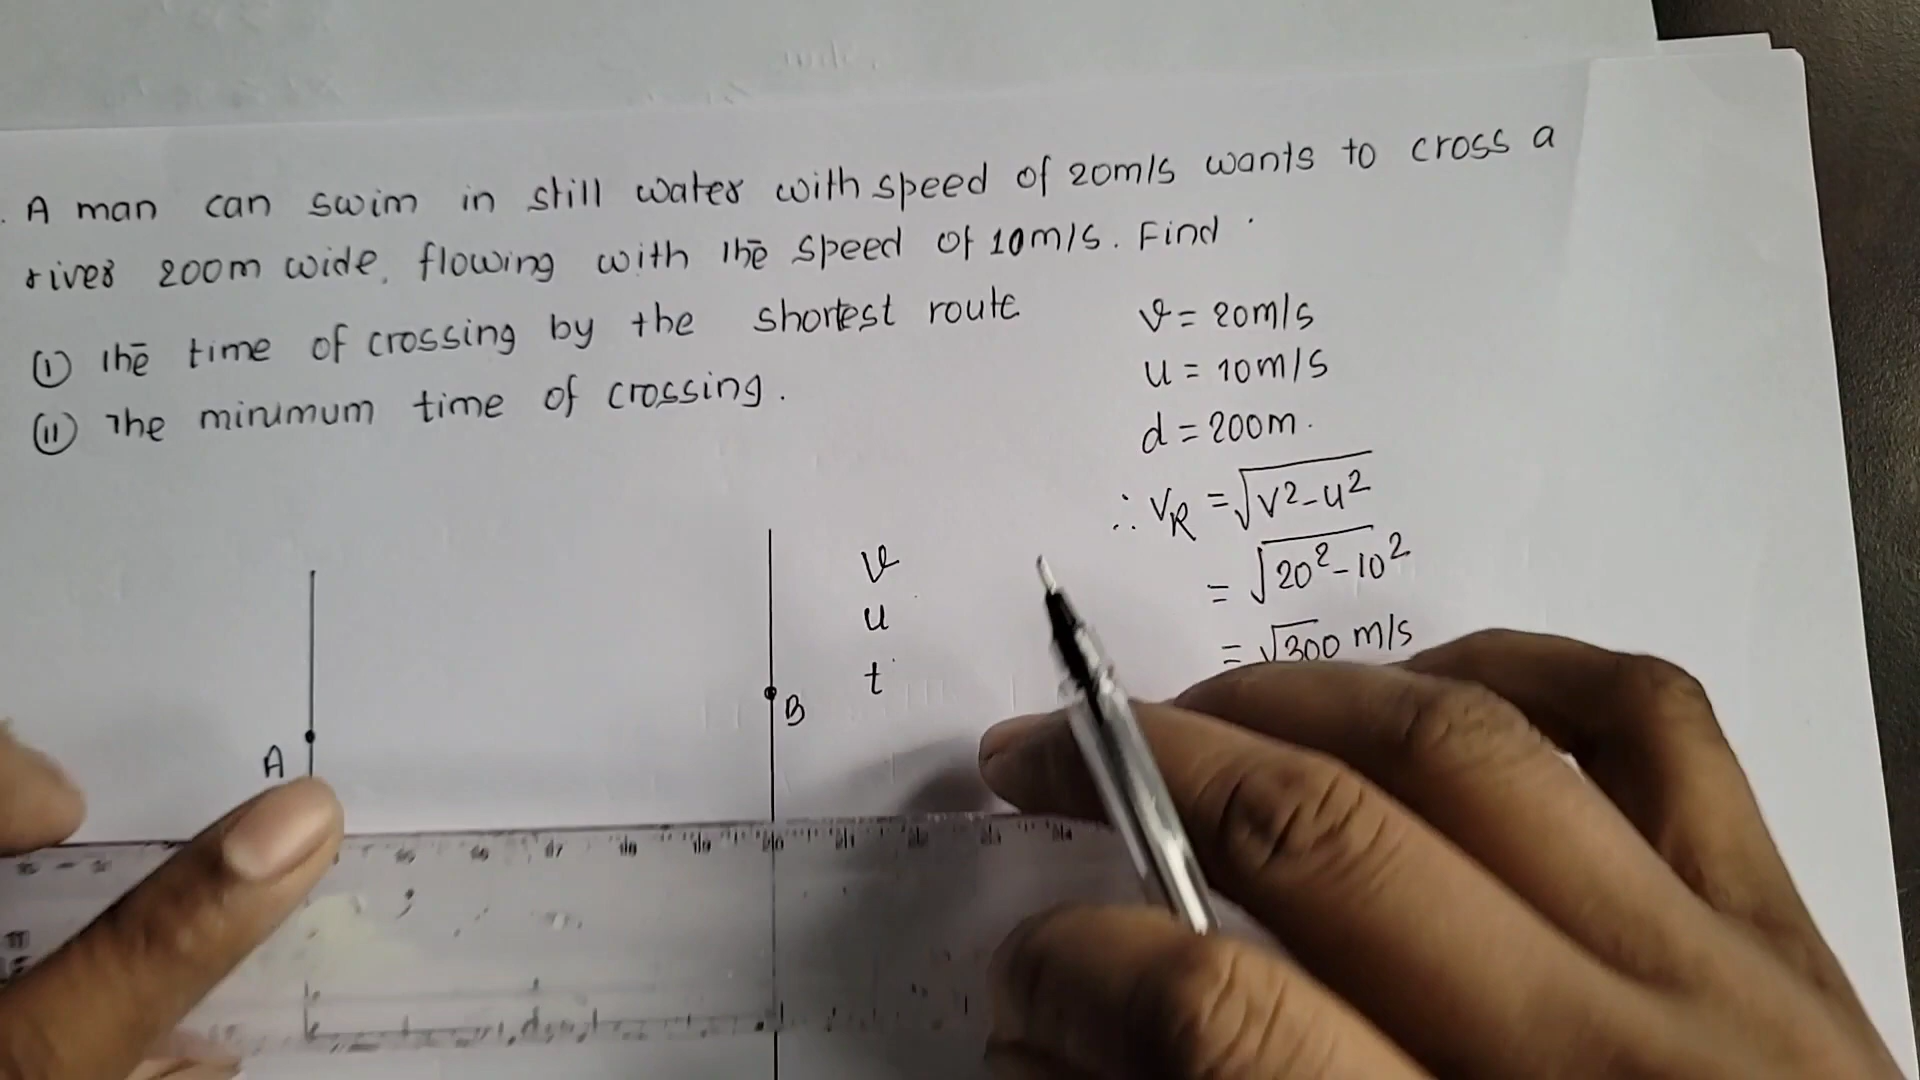 A man can swim in still water with speed of 20m/s wants to cross a
river 200m wide, flowing with the speed of 10m/s. Find
(i) The time of crossing by the shortest route
(ii) The minimum time of crossing.
v = 20m/s
u = 10m/s
d = 200m.
∴ VR = √V²-u²
= √20²-10²
= √300 m/s
v
u
t
A
B